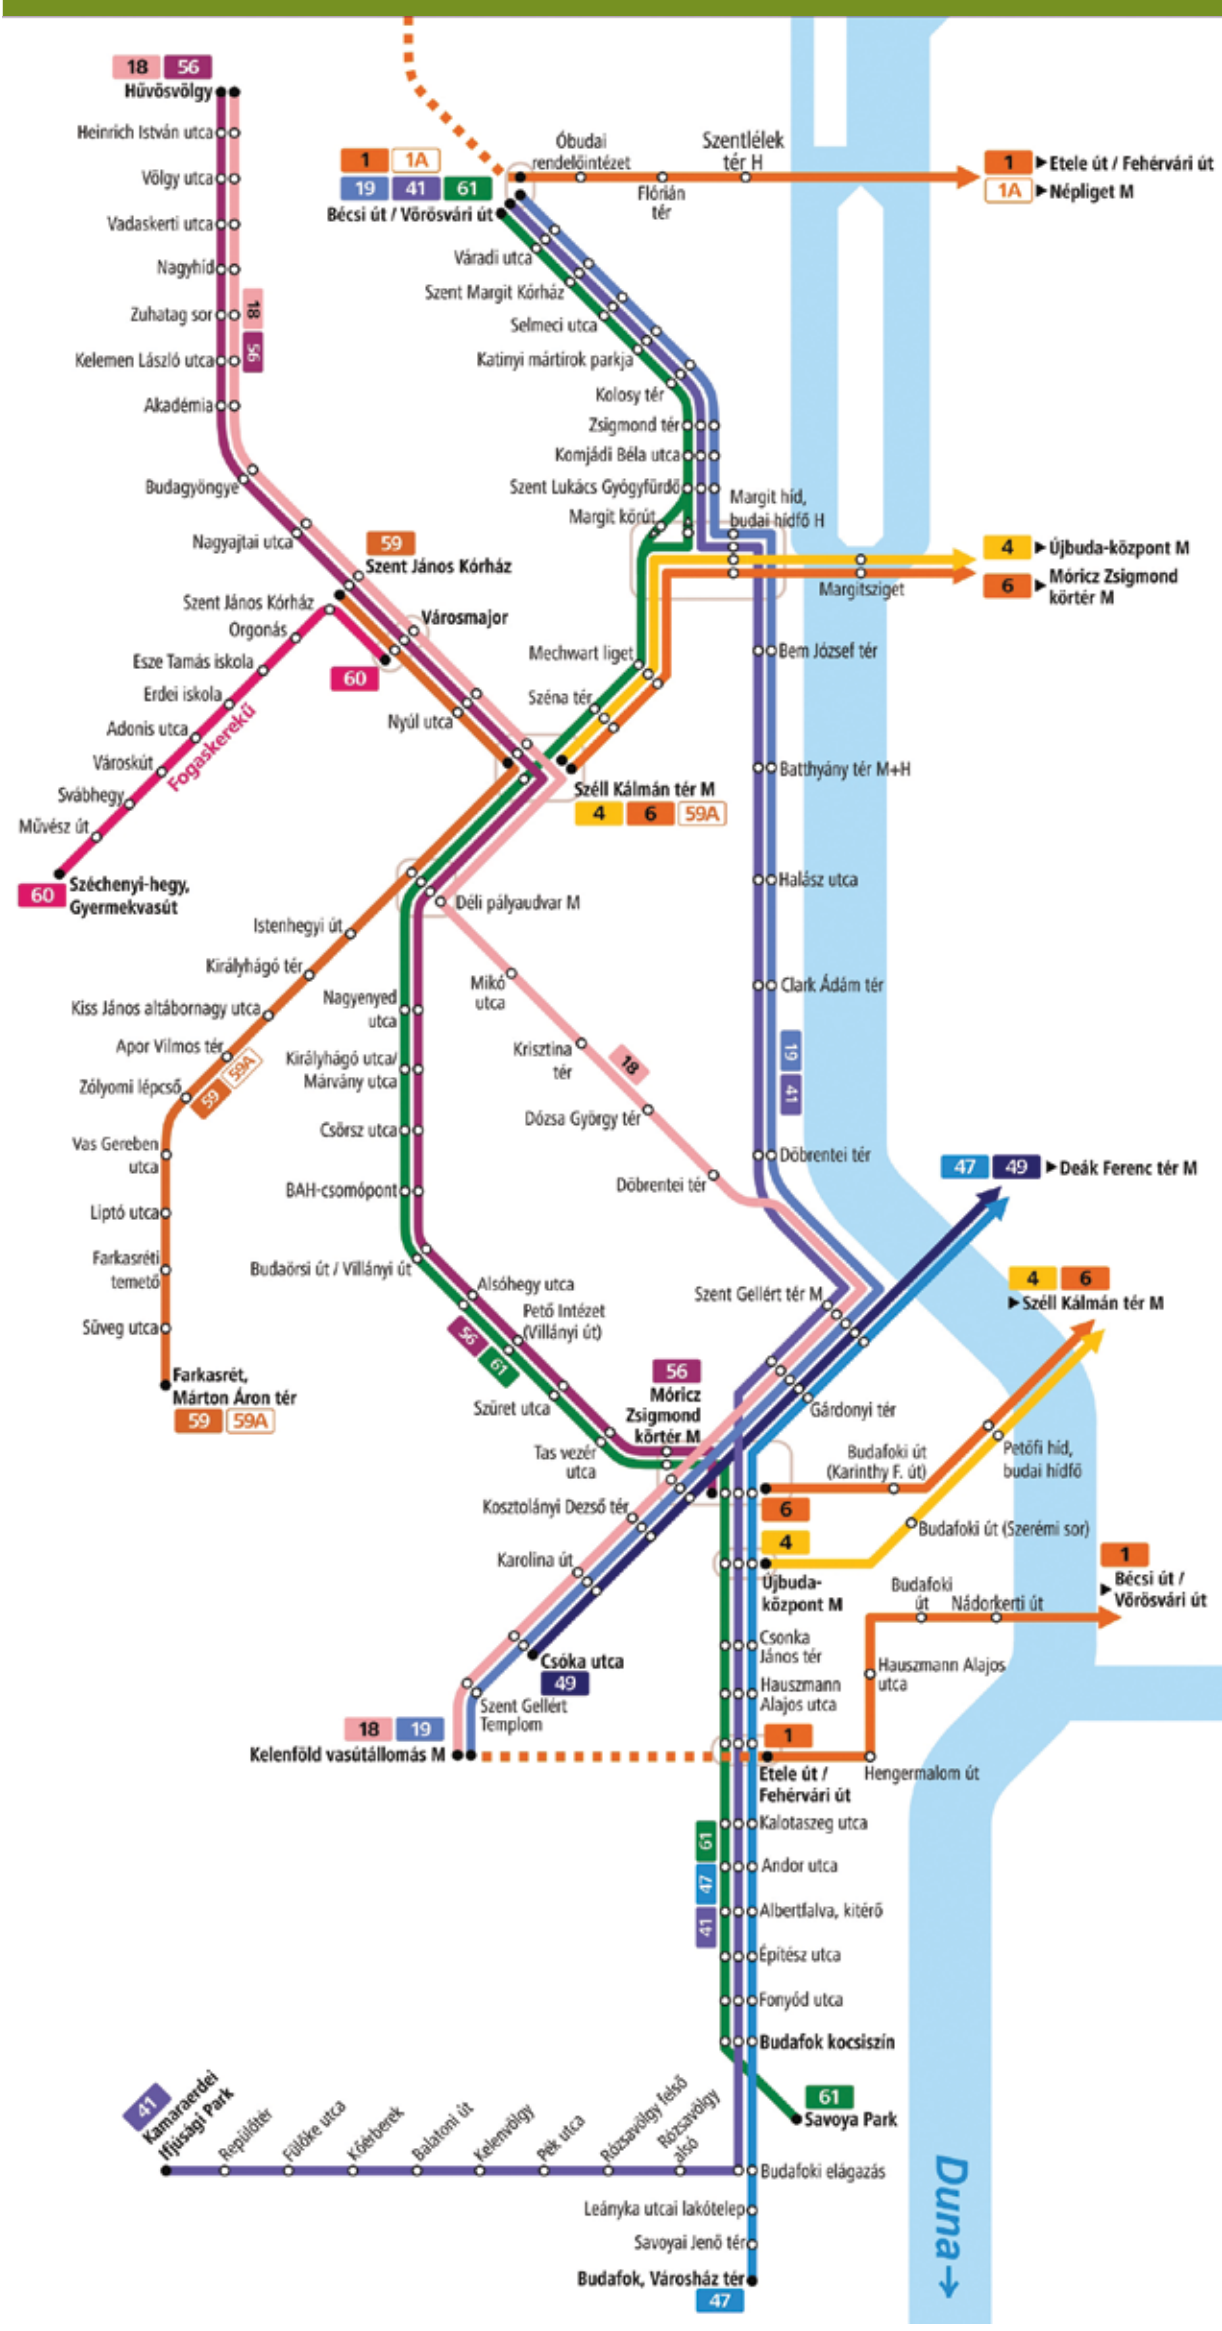 18 56
Hűvösvölgy
Heinrich István utca
Völgy utca
Vadaskerti utca
Nagyhíd
Zuhatag sor
Kelemen László utca
Akadémia
18
56
Budagyöngye
Nagyajtai utca
59
Szent János Kórház
Szent János Kórház
Orgonás
Esze Tamás iskola
Erdei iskola
Adonis utca
Városkút
Svábhegy
Művész út
Fogaskerekű
60
Széchenyi-hegy,
Gyermekvasút
60
Városmajor
Nyúl utca
1 1A
19 41 61
Bécsi út / Vörösvári út
Óbudai
rendelőintézet
Flórián
tér
Szentlélek
tér H
1 Etele út / Fehérvári út
1A Népliget M
Váradi utca
Szent Margit Kórház
Selmeci utca
Katinyi mártírok parkja
Kolosy tér
Zsigmond tér
Komjádi Béla utca
Szent Lukács Gyógyfürdő
Margit körút
Margit híd,
budai hídfő H
4 Újbuda-központ M
6 Móricz Zsigmond
körtér M
Margitsziget
Mechwart liget
Széna tér
Széll Kálmán tér M
4 6 59A
Bem József tér
Batthyány tér M+H
Halász utca
Clark Ádám tér
19
41
Döbrentei tér
Déli pályaudvar M
Mikó
utca
Krisztina
tér
18
Dózsa György tér
Döbrentei tér
Istenhegyi út
Királyhágó tér
Kiss János altábornagy utca
Apor Vilmos tér
Zólyomi lépcső
59 59A
Vas Gereben
utca
Liptó utca
Farkasréti
temető
Süveg utca
Farkasrét,
Márton Áron tér
59 59A
Nagyenyed
utca
Királyhágó utca/
Márvány utca
Csörsz utca
BAH-csomópont
Budaörsi út / Villányi út
Alsóhegy utca
Pető Intézet
(Villányi út)
56
61
Szüret utca
Tas vezér
utca
56
Móricz
Zsigmond
körtér M
47 49 Deák Ferenc tér M
4 6
Széll Kálmán tér M
Szent Gellért tér M
Gárdonyi tér
Budafoki út
(Karinthy F. út)
Petőfi híd,
budai hídfő
6
4
Budafoki út (Szerémi sor)
Újbuda-
központ M
Kosztolányi Dezső tér
Karolina út
Csóka utca
49
Szent Gellért
Templom
18 19
Kelenföld vasútállomás M
1
Bécsi út /
Vörösvári út
Budafoki
út
Nádorkerti út
Hauszmann Alajos
utca
Hengermalom út
Csonka
János tér
Hauszmann
Alajos utca
1
Etele út /
Fehérvári út
Kalotaszeg utca
Andor utca
Albertfalva, kitérő
Építész utca
Fonyód utca
Budafok kocsiszín
61
47
41
61
Savoya Park
41
Kamaraerdei
Ifjúsági Park
Repülőtér
Fülőke utca
Kőérberek
Balatoni út
Kelenvölgy
Pék utca
Rózsavölgy felső
Rózsavölgy
alsó
Budafoki elágazás
Leányka utcai lakótelep
Savoyai Jenő tér
Budafok, Városház tér
47
Duna→